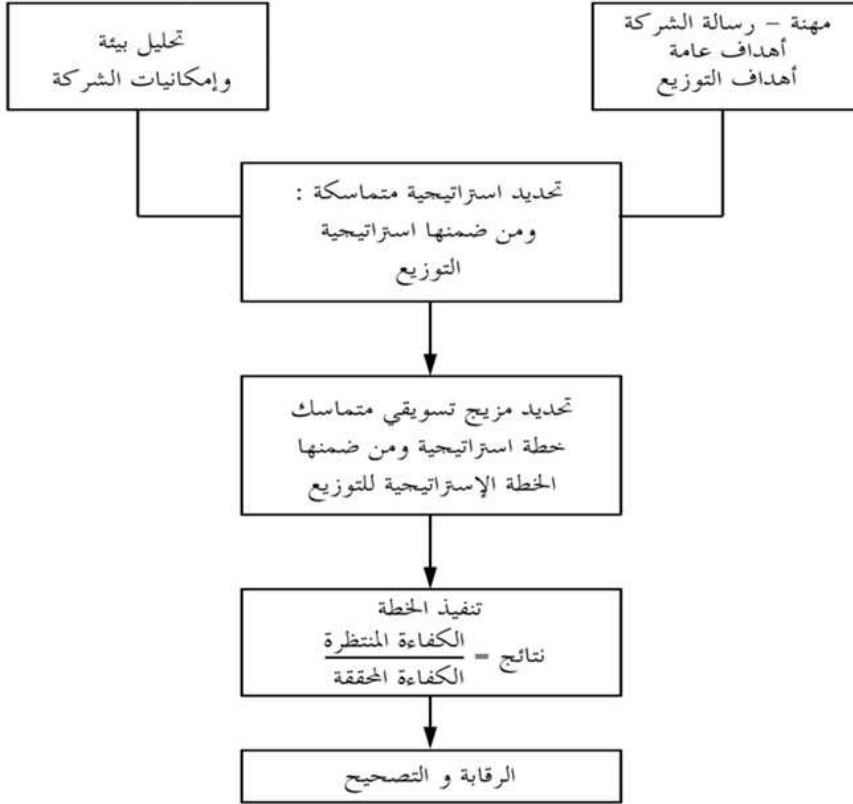 مهنة – رسالة الشركة
أهداف عامة
أهداف التوزيع
تحليل بيئة
وإمكانيات الشركة
تحديد استراتيجية متماسكة :
ومن ضمنها استراتيجية
التوزيع
تحديد مزيج تسويقي متماسك
خطة استراتيجية ومن ضمنها
الخطة الإستراتيجية للتوزيع
تنفيذ الخطة
نتائج = الكفاءة المنتظرة
الكفاءة المحققة
الرقابة و التصحيح